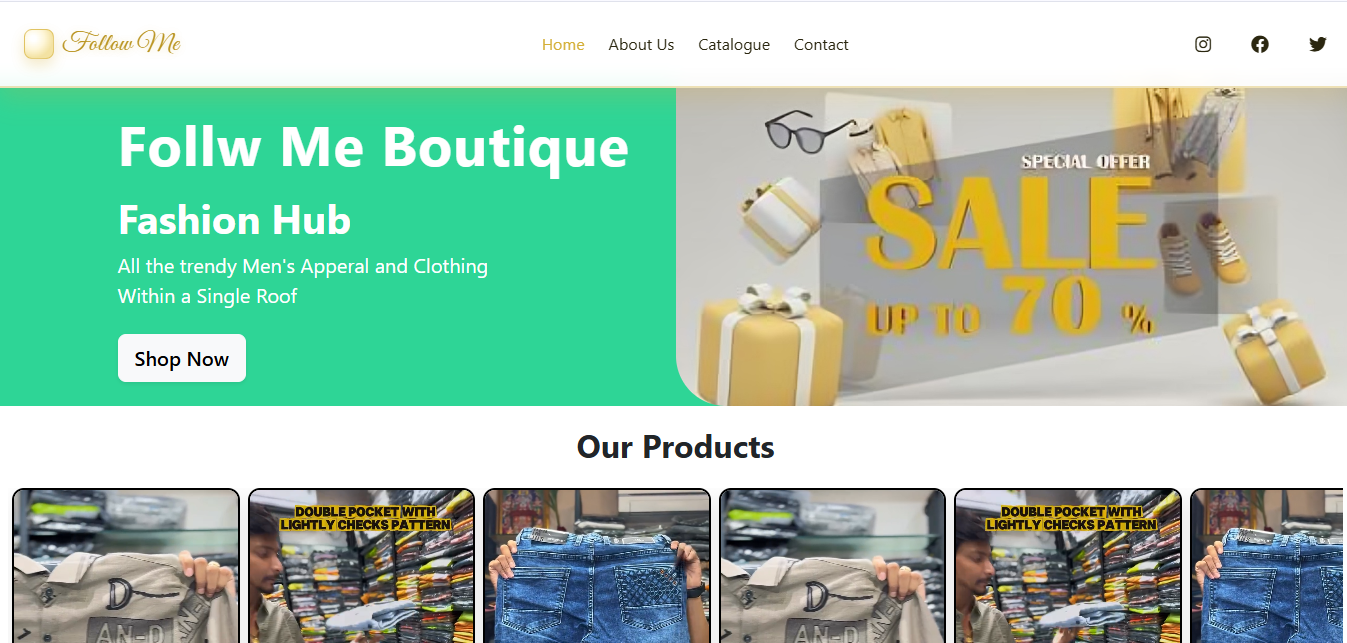 Follow Me
Home About Us Catalogue Contact
Follw Me Boutique
Fashion Hub
All the trendy Men's Apperal and Clothing
Within a Single Roof
Shop Now
SPECIAL OFFER
SALE
UP TO 70 %
Our Products
D
AN-D
DOUBLE POCKET WITH
LIGHTLY CHECKS PATTERN
D
AN-D
DOUBLE POCKET WITH
LIGHTLY CHECKS PATTERN